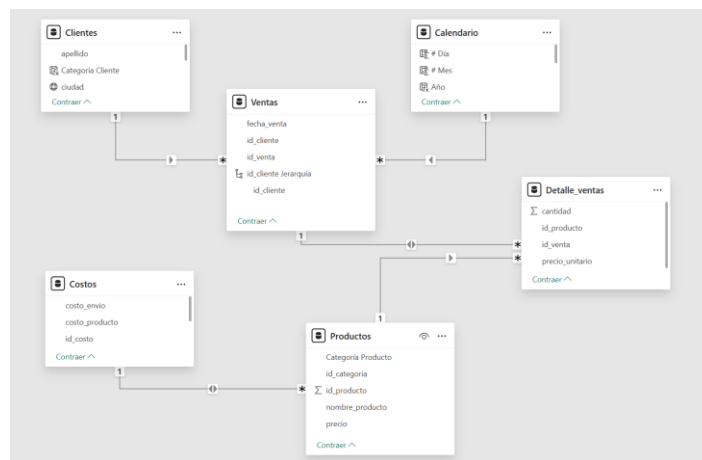 Clientes
apellido
Categoria Cliente
ciudad
Contraer
1
Calendario
# Día
# Mes
Año
Contraer
1
Ventas
fecha_venta
id_cliente
id_venta
id_cliente Jerarquía
id_cliente
Contraer
1
*
*
Detalle_ventas
cantidad
id_producto
id_venta
precio_unitario
Contraer
*
*
Costos
costo_envio
costo_producto
id_costo
Contraer
1
*
1
Productos
Categoría Producto
id_categoria
id_producto
nombre_producto
precio
Contraer